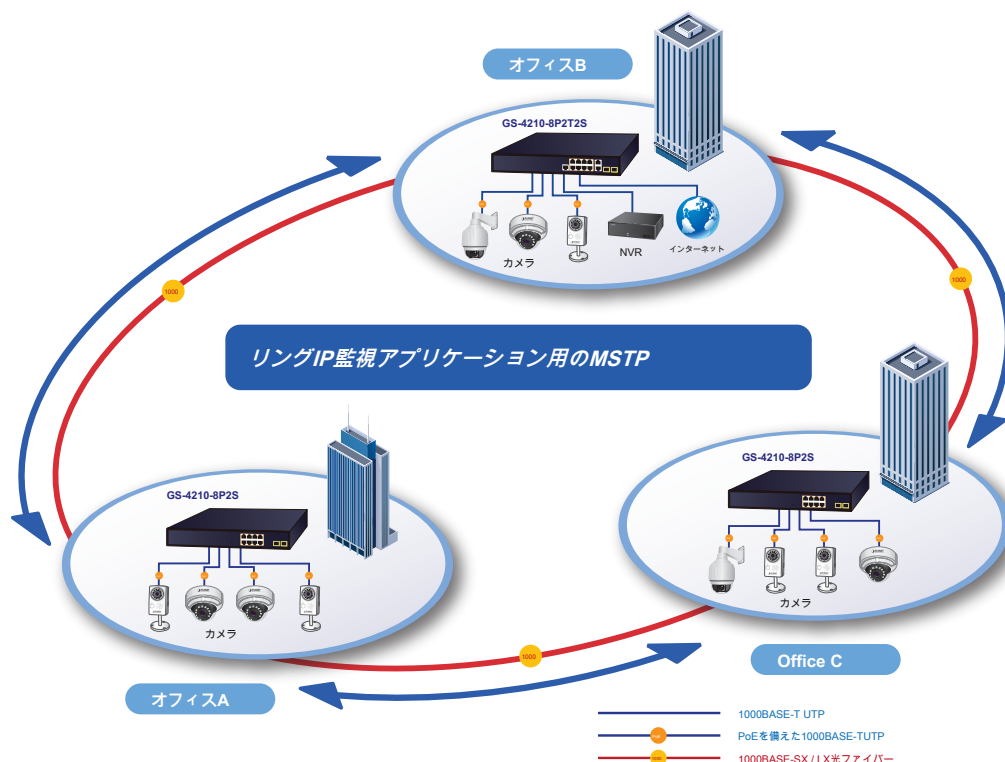 オフィスB
GS-4210-8P2T2S
カメラ
NVR
インターネット
1000
1000
リングIP監視アプリケーション用のMSTP
GS-4210-8P2S
カメラ
オフィスA
GS-4210-8P2S
カメラ
Office C
1000
1000BASE-T UTP
PoEを備えた1000BASE-TUTP
1000
1000BASE-SX / LX光ファイバー